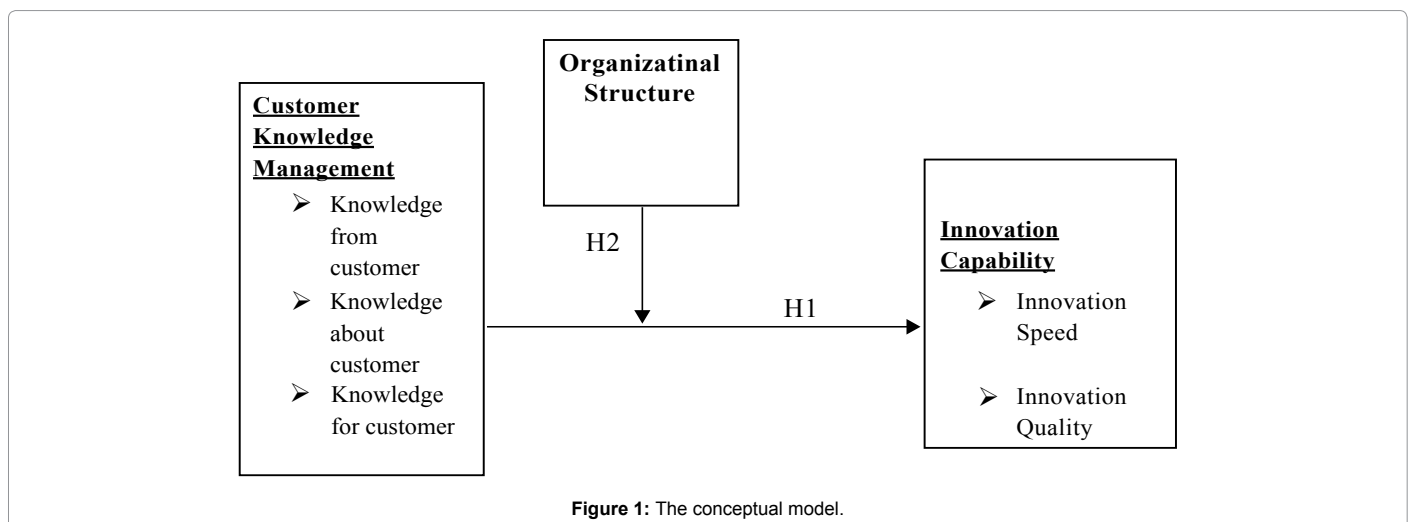 Organizatinal
Structure
Customer
Knowledge
Management
➢ Knowledge
from
customer
➢ Knowledge
about
customer
➢ Knowledge
for customer
H2
H1
Innovation
Capability
➢ Innovation
Speed
➢ Innovation
Quality
Figure 1: The conceptual model.